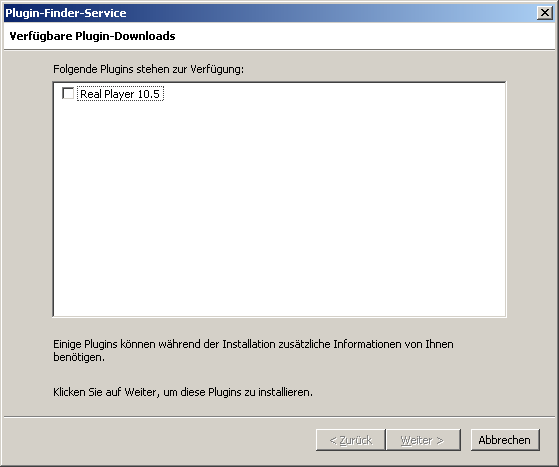 Plugin-Finder-Service
Verfügbare Plugin-Downloads
Folgende Plugins stehen zur Verfügung:
Real Player 10.5
Einige Plugins können während der Installation zusätzliche Informationen von Ihnen
benötigen.
Klicken Sie auf Weiter, um diese Plugins zu installieren.
< Zurück Weiter > Abbrechen